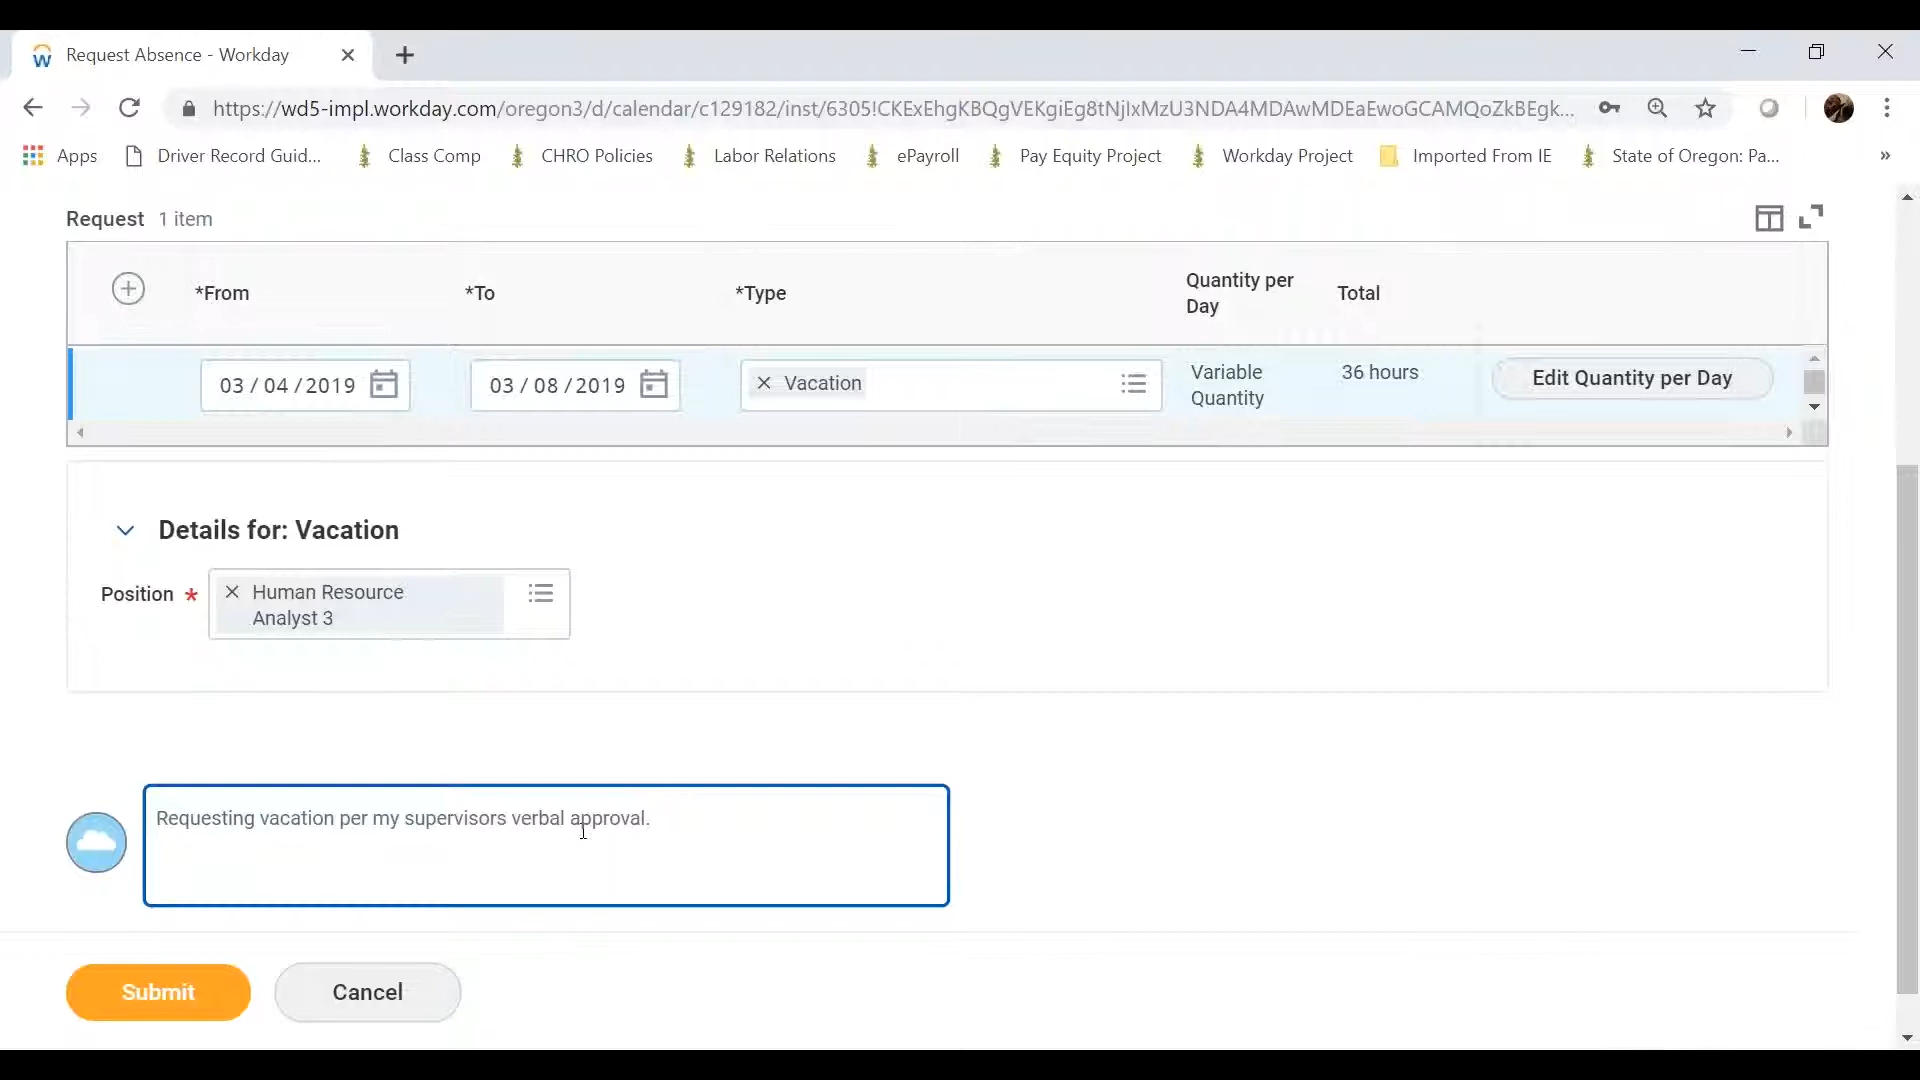 Request Absence - Workday
https://wd5-impl.workday.com/oregon3/d/calendar/c129182/inst/6305!CKExEhgKBQgVEKgiEg8tNjIxMzU3NDA4MDAwMDEaEwoGCAMQoZkBEgk...
Apps Driver Record Guid... Class Comp CHRO Policies Labor Relations ePayroll Pay Equity Project Workday Project Imported From IE State of Oregon: Pa... »
Request 1 item
*From *To *Type Quantity per Day Total
03 / 04 / 2019 03 / 08 / 2019 Vacation Variable Quantity 36 hours Edit Quantity per Day
Details for: Vacation
Position * Human Resource
Analyst 3
Requesting vacation per my supervisors verbal approval.
Submit Cancel